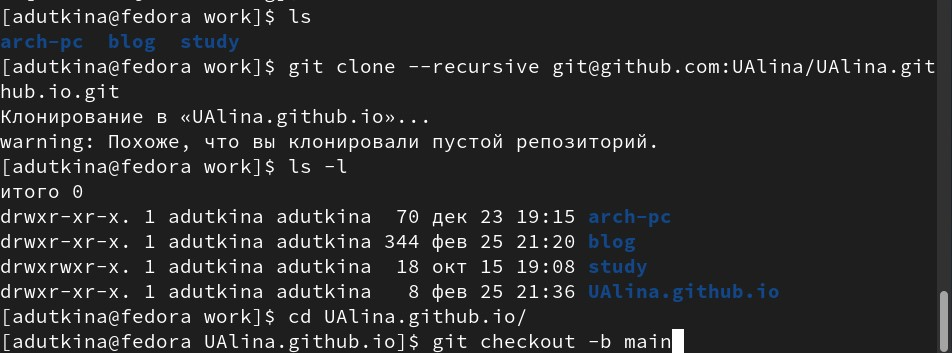 [adutkina@fedora work]$ ls
arch-pc  blog  study
[adutkina@fedora work]$ git clone --recursive git@github.com:UAlina/UAlina.git
hub.io.git
Клонирование в «UAlina.github.io»...
warning: Похоже, что вы клонировали пустой репозиторий.
[adutkina@fedora work]$ ls -l
итого 0
drwxr-xr-x. 1 adutkina adutkina  70 дек 23 19:15 arch-pc
drwxr-xr-x. 1 adutkina adutkina 344 фев 25 21:20 blog
drwxrwxr-x. 1 adutkina adutkina  18 окт 15 19:08 study
drwxr-xr-x. 1 adutkina adutkina   8 фев 25 21:36 UAlina.github.io
[adutkina@fedora work]$ cd UAlina.github.io/
[adutkina@fedora UAlina.github.io]$ git checkout -b main